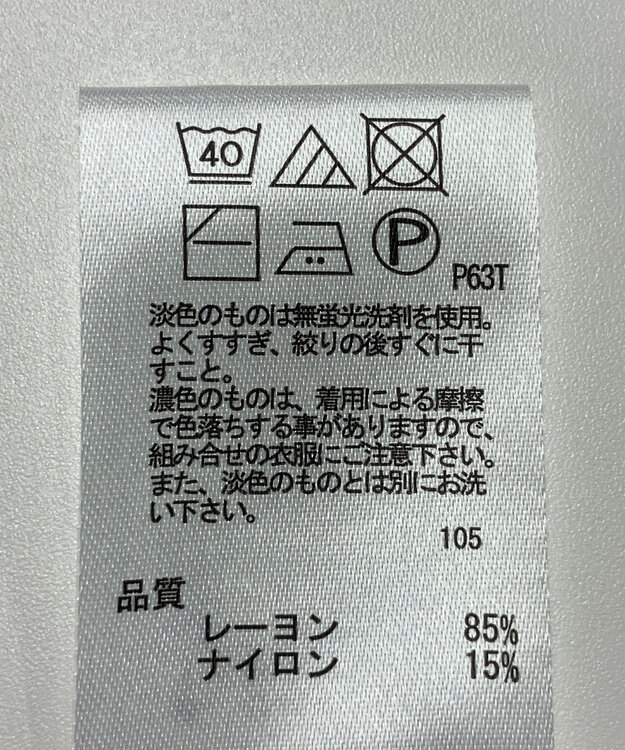 40
P
P63T
淡色のものは無蛍光洗剤を使用。
よくすすぎ、絞りの後すぐに干
すこと。
濃色のものは、着用による摩擦
で色落ちする事がありますので、
組み合せの衣服にご注意下さい。
また、淡色のものとは別にお洗
い下さい。
105
品質
レーヨン 85%
ナイロン 15%